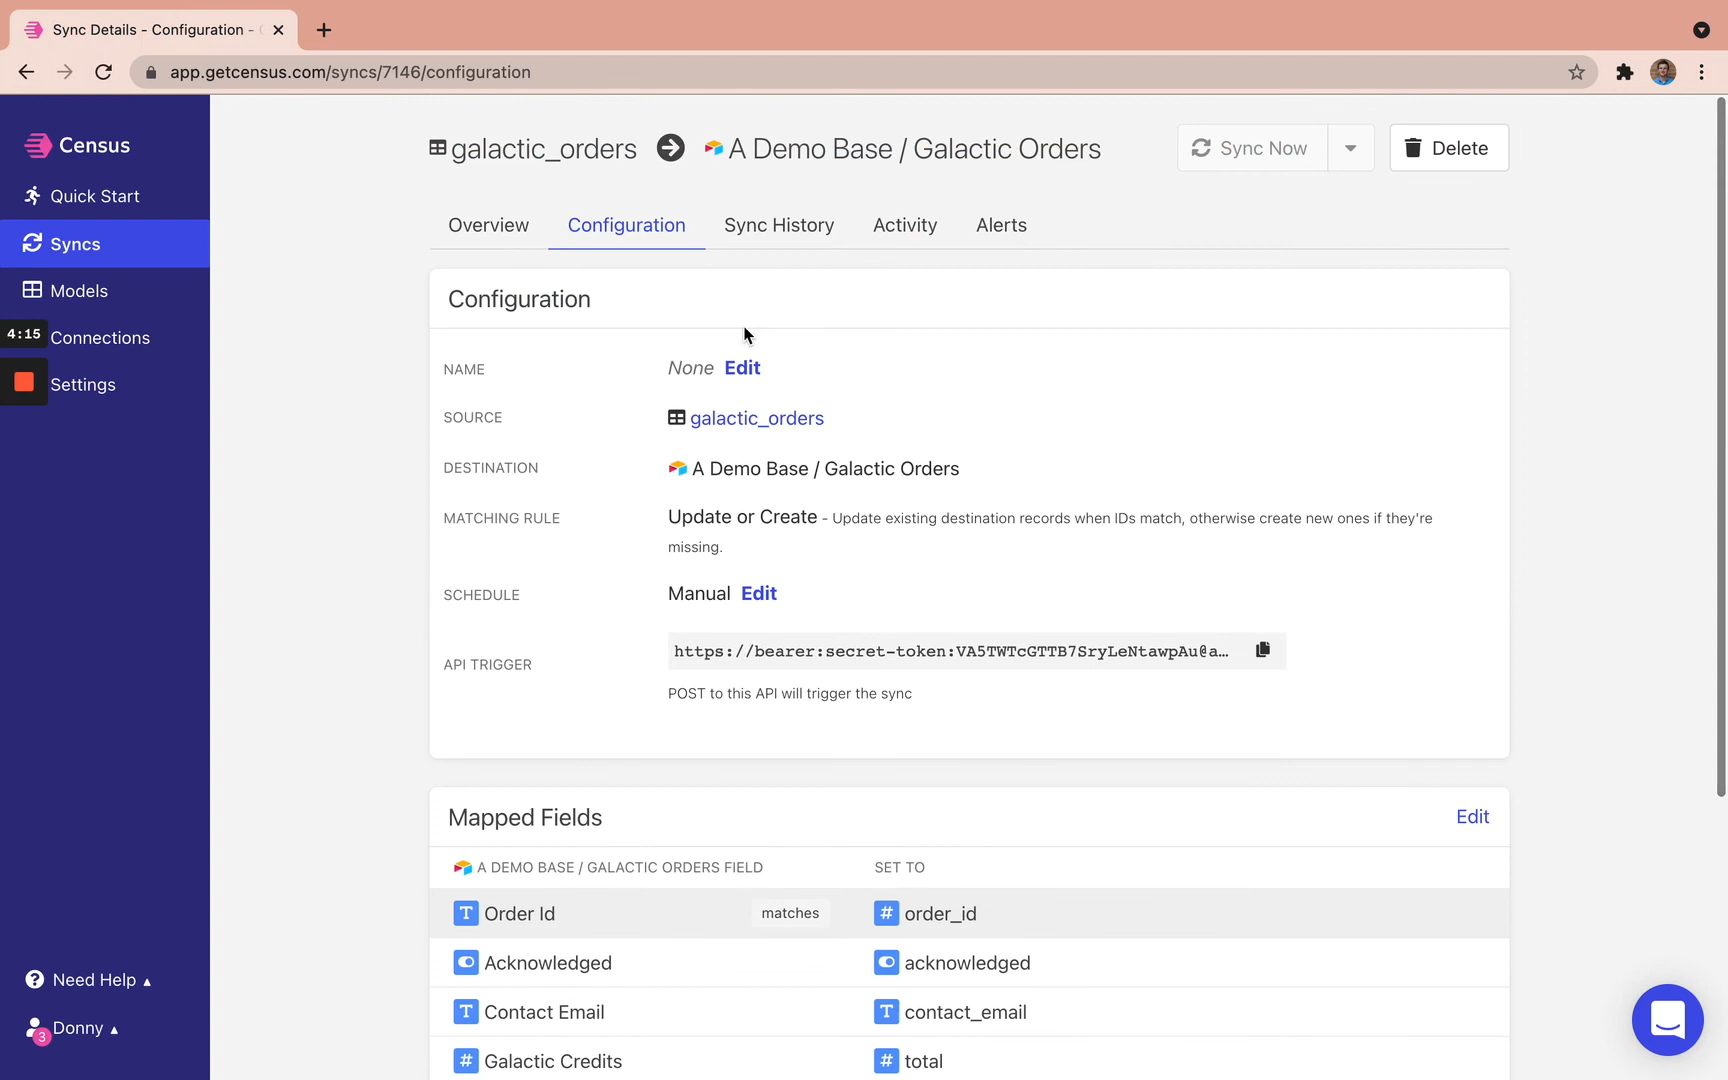 Sync Details - Configuration -
app.getcensus.com/syncs/7146/configuration
Census
Quick Start
Syncs
Models
4:15
Connections
Settings
Need Help
3
Donny
galactic_orders
A Demo Base / Galactic Orders
Sync Now
Delete
Overview
Configuration
Sync History
Activity
Alerts
Configuration
NAME
None Edit
SOURCE
galactic_orders
DESTINATION
A Demo Base / Galactic Orders
MATCHING RULE
Update or Create - Update existing destination records when IDs match, otherwise create new ones if they're
missing.
SCHEDULE
Manual Edit
API TRIGGER
https://bearer:secret-token:VA5TWTcGTTB7SryLeNtawpAu@a…
POST to this API will trigger the sync
Mapped Fields
Edit
A DEMO BASE / GALACTIC ORDERS FIELD
SET TO
T Order Id
matches
# order_id
Acknowledged
acknowledged
T Contact Email
T contact_email
# Galactic Credits
# total